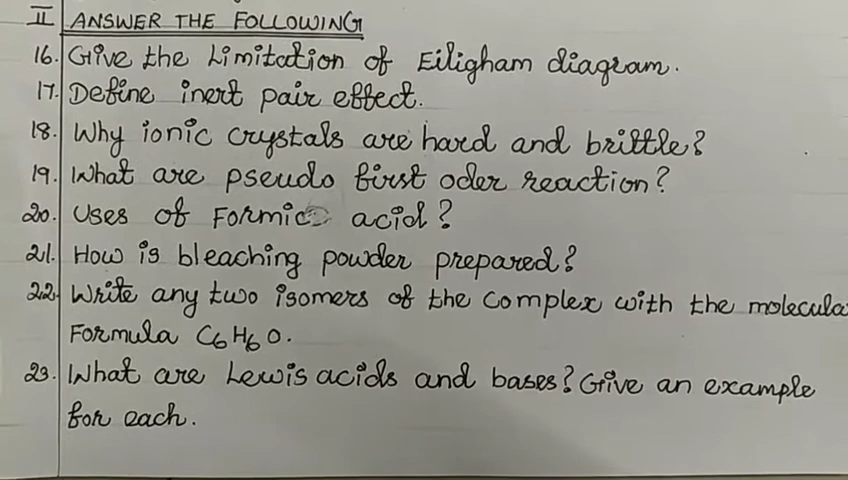 II ANSWER THE FOLLOWING
16. Give the Limitation of Eiligham diagram.
17. Define inert pair effect.
18. Why ionic crystals are hard and brittle?
19. What are pseudo first oder reaction?
20. Uses of Formic acid?
21. How is bleaching powder prepared?
22. Write any two isomers of the complex with the molecula
Formula C6H6O.
23. What are Lewis acids and bases? Give an example
for each.